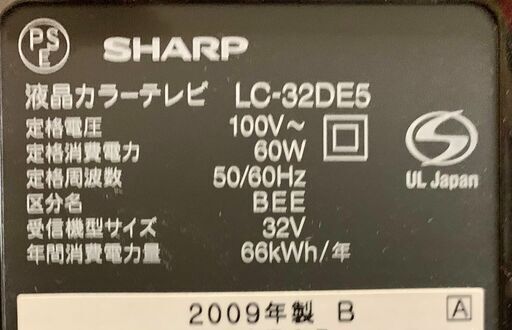 PSE SHARP
液晶カラーテレビ LC-32DE5
定格電圧 100V～
定格消費電力 60W
定格周波数 50/60Hz
区分名 BEE
受信機型サイズ 32V
年間消費電力量 66kWh/年
UL Japan
2009年製 B A